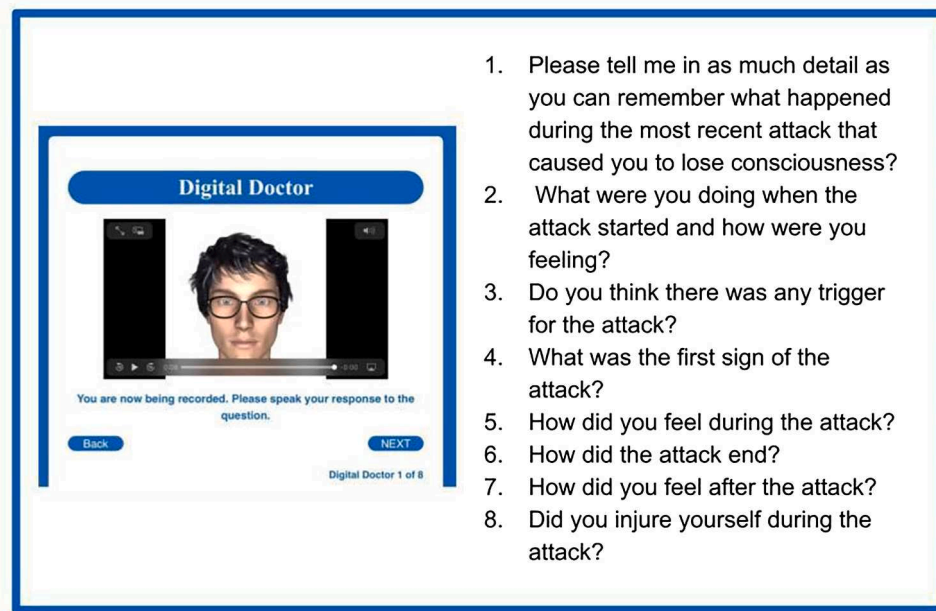 Digital Doctor
0:09
-0:00
You are now being recorded. Please speak your response to the
question.
Back
NEXT
Digital Doctor 1 of 8
1. Please tell me in as much detail as
you can remember what happened
during the most recent attack that
caused you to lose consciousness?
2. What were you doing when the
attack started and how were you
feeling?
3. Do you think there was any trigger
for the attack?
4. What was the first sign of the
attack?
5. How did you feel during the attack?
6. How did the attack end?
7. How did you feel after the attack?
8. Did you injure yourself during the
attack?